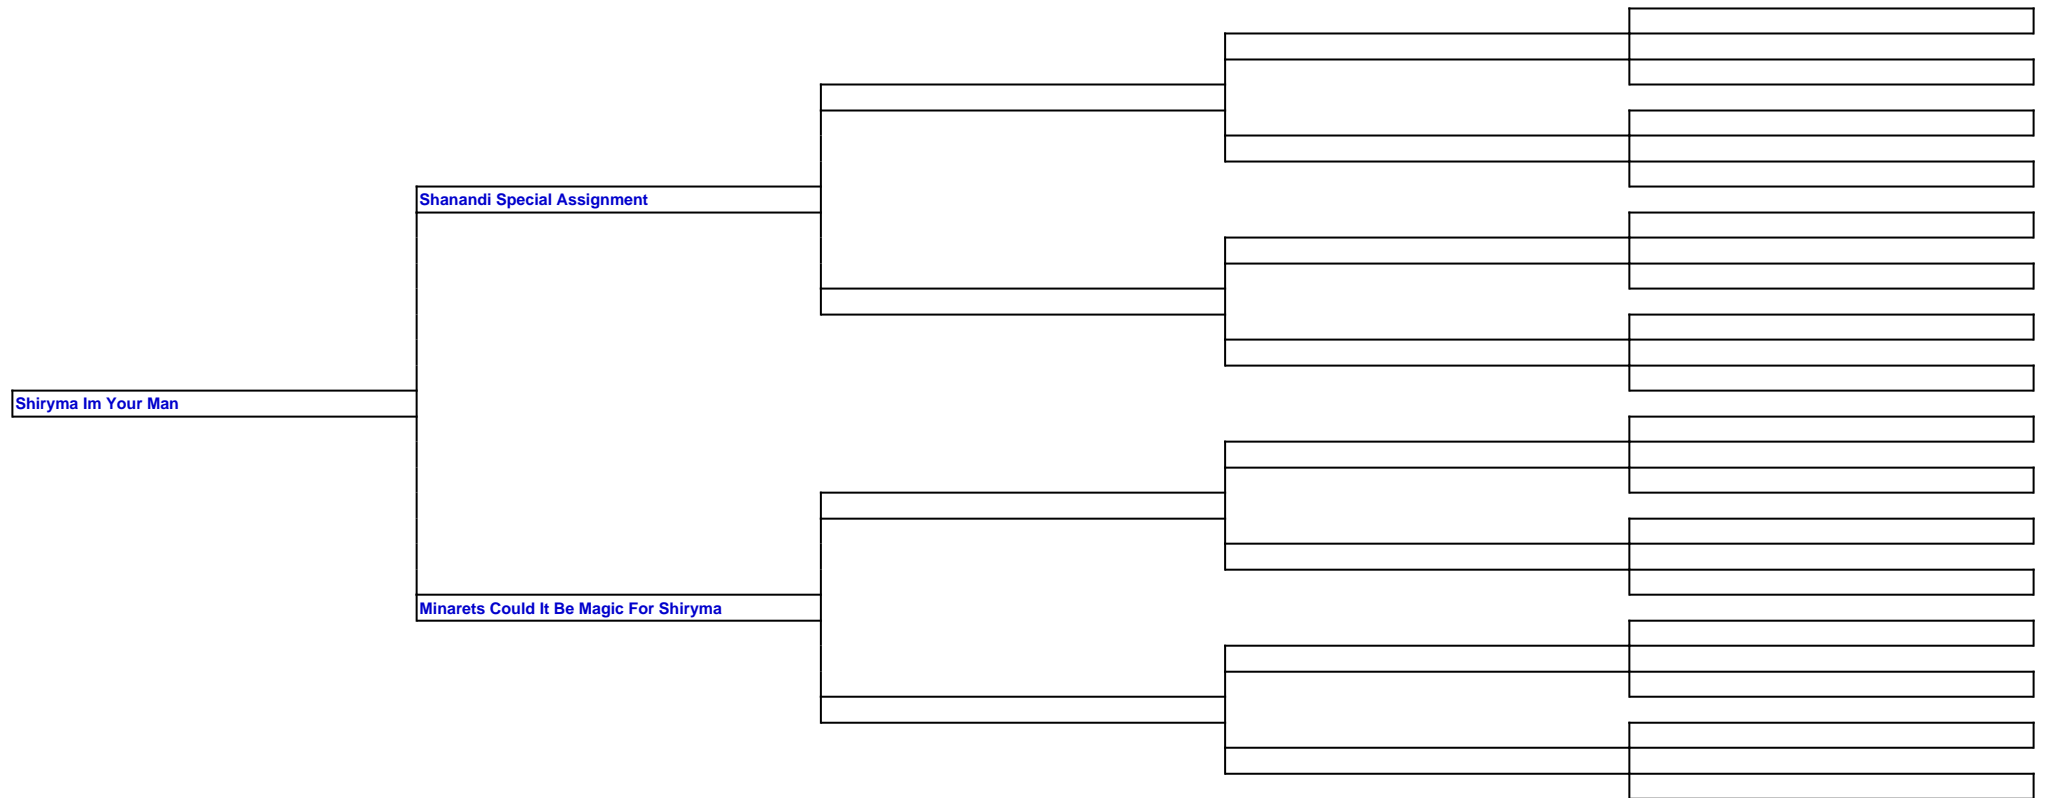 Shanandi Special Assignment
Shiryma Im Your Man
Minarets Could It Be Magic For Shiryma